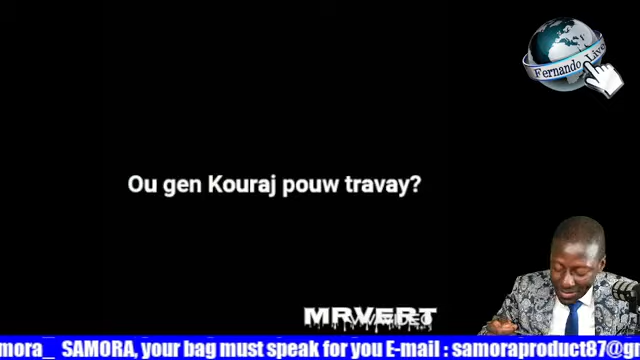 Fernando Live
Ou gen Kouraj pouw travay?
MRVERT
mora_ SAMORA, your bag must speak for you E-mail : samoraproduct87@g